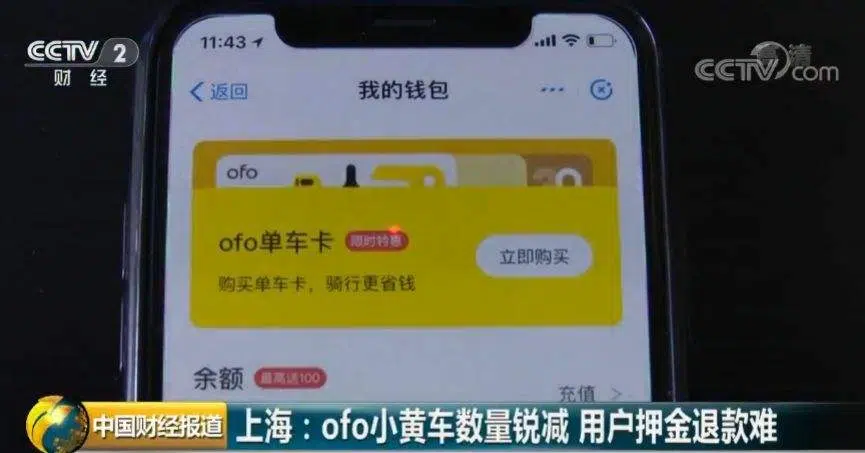 CCTV 2
财经
高清
CCTV.com
11:43
返回
我的钱包
ofo
ofo单车卡
限时特惠
立即购买
购买单车卡,骑行更省钱
余额
最高送100
充值 >
中国财经报道
上海:ofo小黄车数量锐减 用户押金退款难